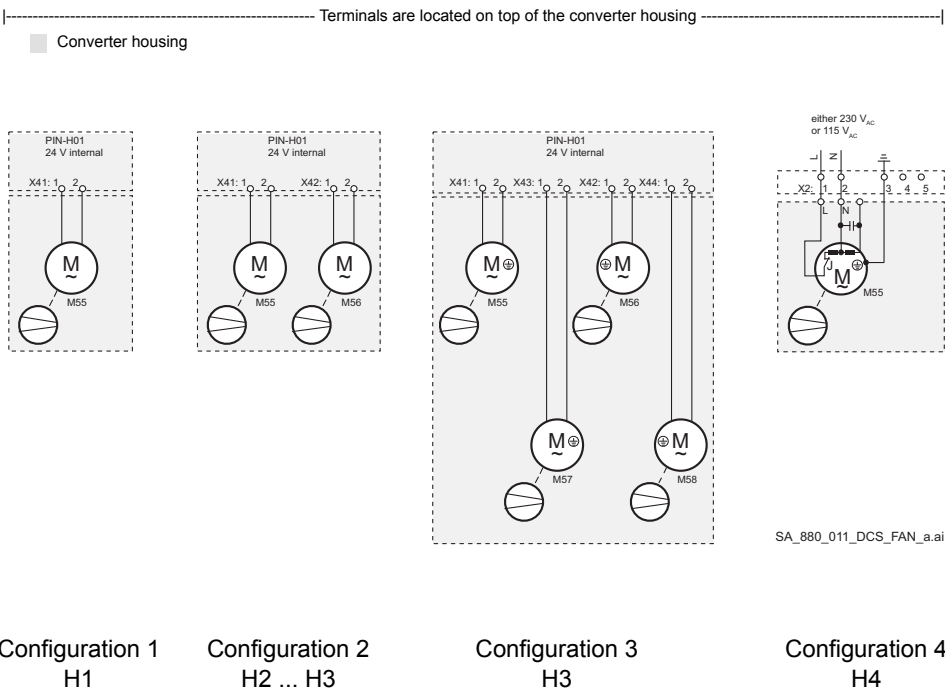 Terminals are located on top of the converter housing
Converter housing
PIN-H01
24 V internal
X41: 1 2
M
~
M55
PIN-H01
24 V internal
X41: 1 2 X42: 1 2
M
~
M55
M
~
M56
PIN-H01
24 V internal
X41: 1 2 X43: 1 2 X42: 1 2 X44: 1 2
M
~
M55
M
~
M56
M
~
M57
M
~
M58
either 230 VAC
or 115 VAC
L N
X2: 1 2 3 4 5
L N
J
M
~
M55
SA_880_011_DCS_FAN_a.ai
Configuration 1
H1
Configuration 2
H2 ... H3
Configuration 3
H3
Configuration 4
H4